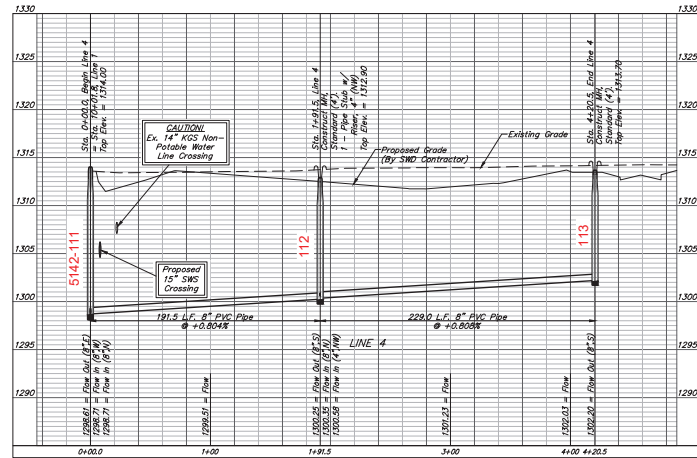 1330
1330
1325
1325
1320
1320
1315
1315
1310
1310
1305
1305
1300
1300
1295
1295
1290
1290
Sta. 0+00.0, Begin Line 4
= Sta. 10+01.8, Line 1
Top Elev. = 1314.00
CAUTION!
Ex. 14" KGS Non-
Potable Water
Line Crossing
Sta. 1+91.5, Line 4
Construct MH,
Standard (4').
1 - Pipe Stub w/
Riser, 4" (NW)
Top Elev. = 1312.90
Proposed Grade
(By SWD Contractor)
Existing Grade
Sta. 4+20.5, End Line 4
Construct MH,
Standard (4').
Top Elev. = 1313.70
5142-111
112
113
Proposed
15" SWS
Crossing
191.5 L.F. 8" PVC Pipe
@ +0.804%
229.0 L.F. 8" PVC Pipe
@ +0.808%
LINE 4
1298.61 = Flow Out (8",E)
1298.71 = Flow In (8",W)
1298.71 = Flow In (8",N)
1299.51 = Flow
1300.25 = Flow Out (8",S)
1300.35 = Flow In (8",N)
1300.58 = Flow In (4",NW)
1301.23 = Flow
1302.03 = Flow
1302.20 = Flow Out (8",S)
0+00.0
1+00
1+91.5
3+00
4+00
4+20.5